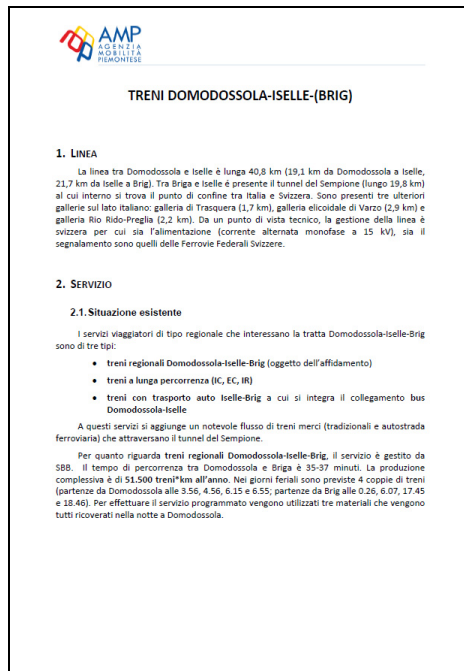 AMP
AGENZIA
MOBILITÀ
PIEMONTESE
TRENI DOMODOSSOLA-ISELLE-(BRIG)
1. LINEA
La linea tra Domodossola e Iselle è lunga 40,8 km (19,1 km da Domodossola a Iselle,
21,7 km da Iselle a Brig). Tra Briga e Iselle é presente il tunnel del Sempione (lungo 19,8 km)
al cui interno si trova il punto di confine tra Italia e Svizzera. Sono presenti tre ulteriori
gallerie sul lato italiano: galleria di Trasquera (1,7 km), galleria elicoidale di Varzo (2,9 km) e
galleria Rio Rido-Preglia (2,2 km). Da un punto di vista tecnico, la gestione della linea è
svizzera per cui sia l'alimentazione (corrente alternata monofase a 15 kV), sia il
segnalamento sono quelli delle Ferrovie Federali Svizzere.
2. SERVIZIO
2.1. Situazione esistente
I servizi viaggiatori di tipo regionale che interessano la tratta Domodossola-Iselle-Brig
sono di tre tipi:
• treni regionali Domodossola-Iselle-Brig (oggetto dell'affidamento)
• treni a lunga percorrenza (IC, EC, IR)
• treni con trasporto auto Iselle-Brig a cui si integra il collegamento bus
Domodossola-Iselle
A questi servizi si aggiunge un notevole flusso di treni merci (tradizionali e autostrada
ferroviaria) che attraversano il tunnel del Sempione.
Per quanto riguarda treni regionali Domodossola-Iselle-Brig, il servizio è gestito da
SBB. Il tempo di percorrenza tra Domodossola e Briga è 35-37 minuti. La produzione
complessiva è di 51.500 treni*km all'anno. Nei giorni feriali sono previste 4 coppie di treni
(partenze da Domodossola alle 3.56, 4.56, 6.15 e 6.55; partenze da Brig alle 0.26, 6.07, 17.45
e 18.46). Per effettuare il servizio programmato vengono utilizzati tre materiali che vengono
tutti ricoverati nella notte a Domodossola.